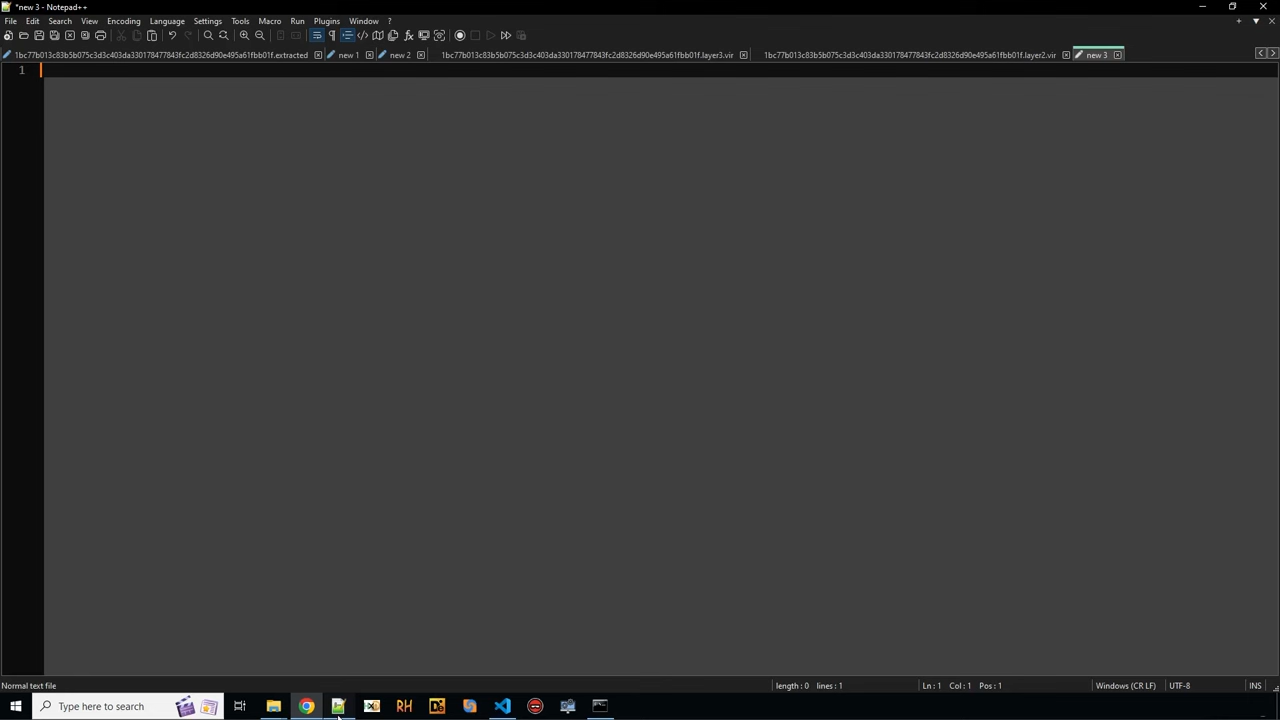 *new 3 - Notepad++
File Edit Search View Encoding Language Settings Tools Macro Run Plugins Window ?
1bc77b013c83b5b075c3d3c403da330178477843fc2d8326d90e495a61fbb01f.extracted new 1 new 2 1bc77b013c83b5b075c3d3c403da330178477843fc2d8326d90e495a61fbb01f.layer3.vir 1bc77b013c83b5b075c3d3c403da330178477843fc2d8326d90e495a61fbb01f.layer2.vir new 3
1
Normal text file length : 0 lines : 1 Ln : 1 Col : 1 Pos : 1 Windows (CR LF) UTF-8 INS
Type here to search RH